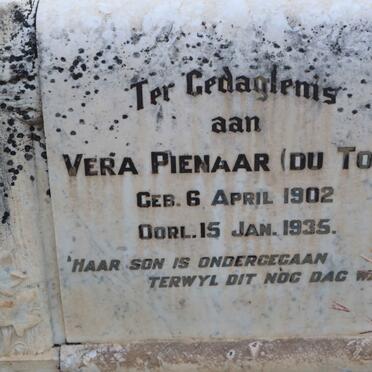 Ter Gedagtenis
aan
VERA PIENAAR (DU TO
GEB. 6 APRIL 1902
OORL. 15 JAN. 1935.
'HAAR SON IS ONDERGEGAAN
TERWYL DIT NOG DAG W